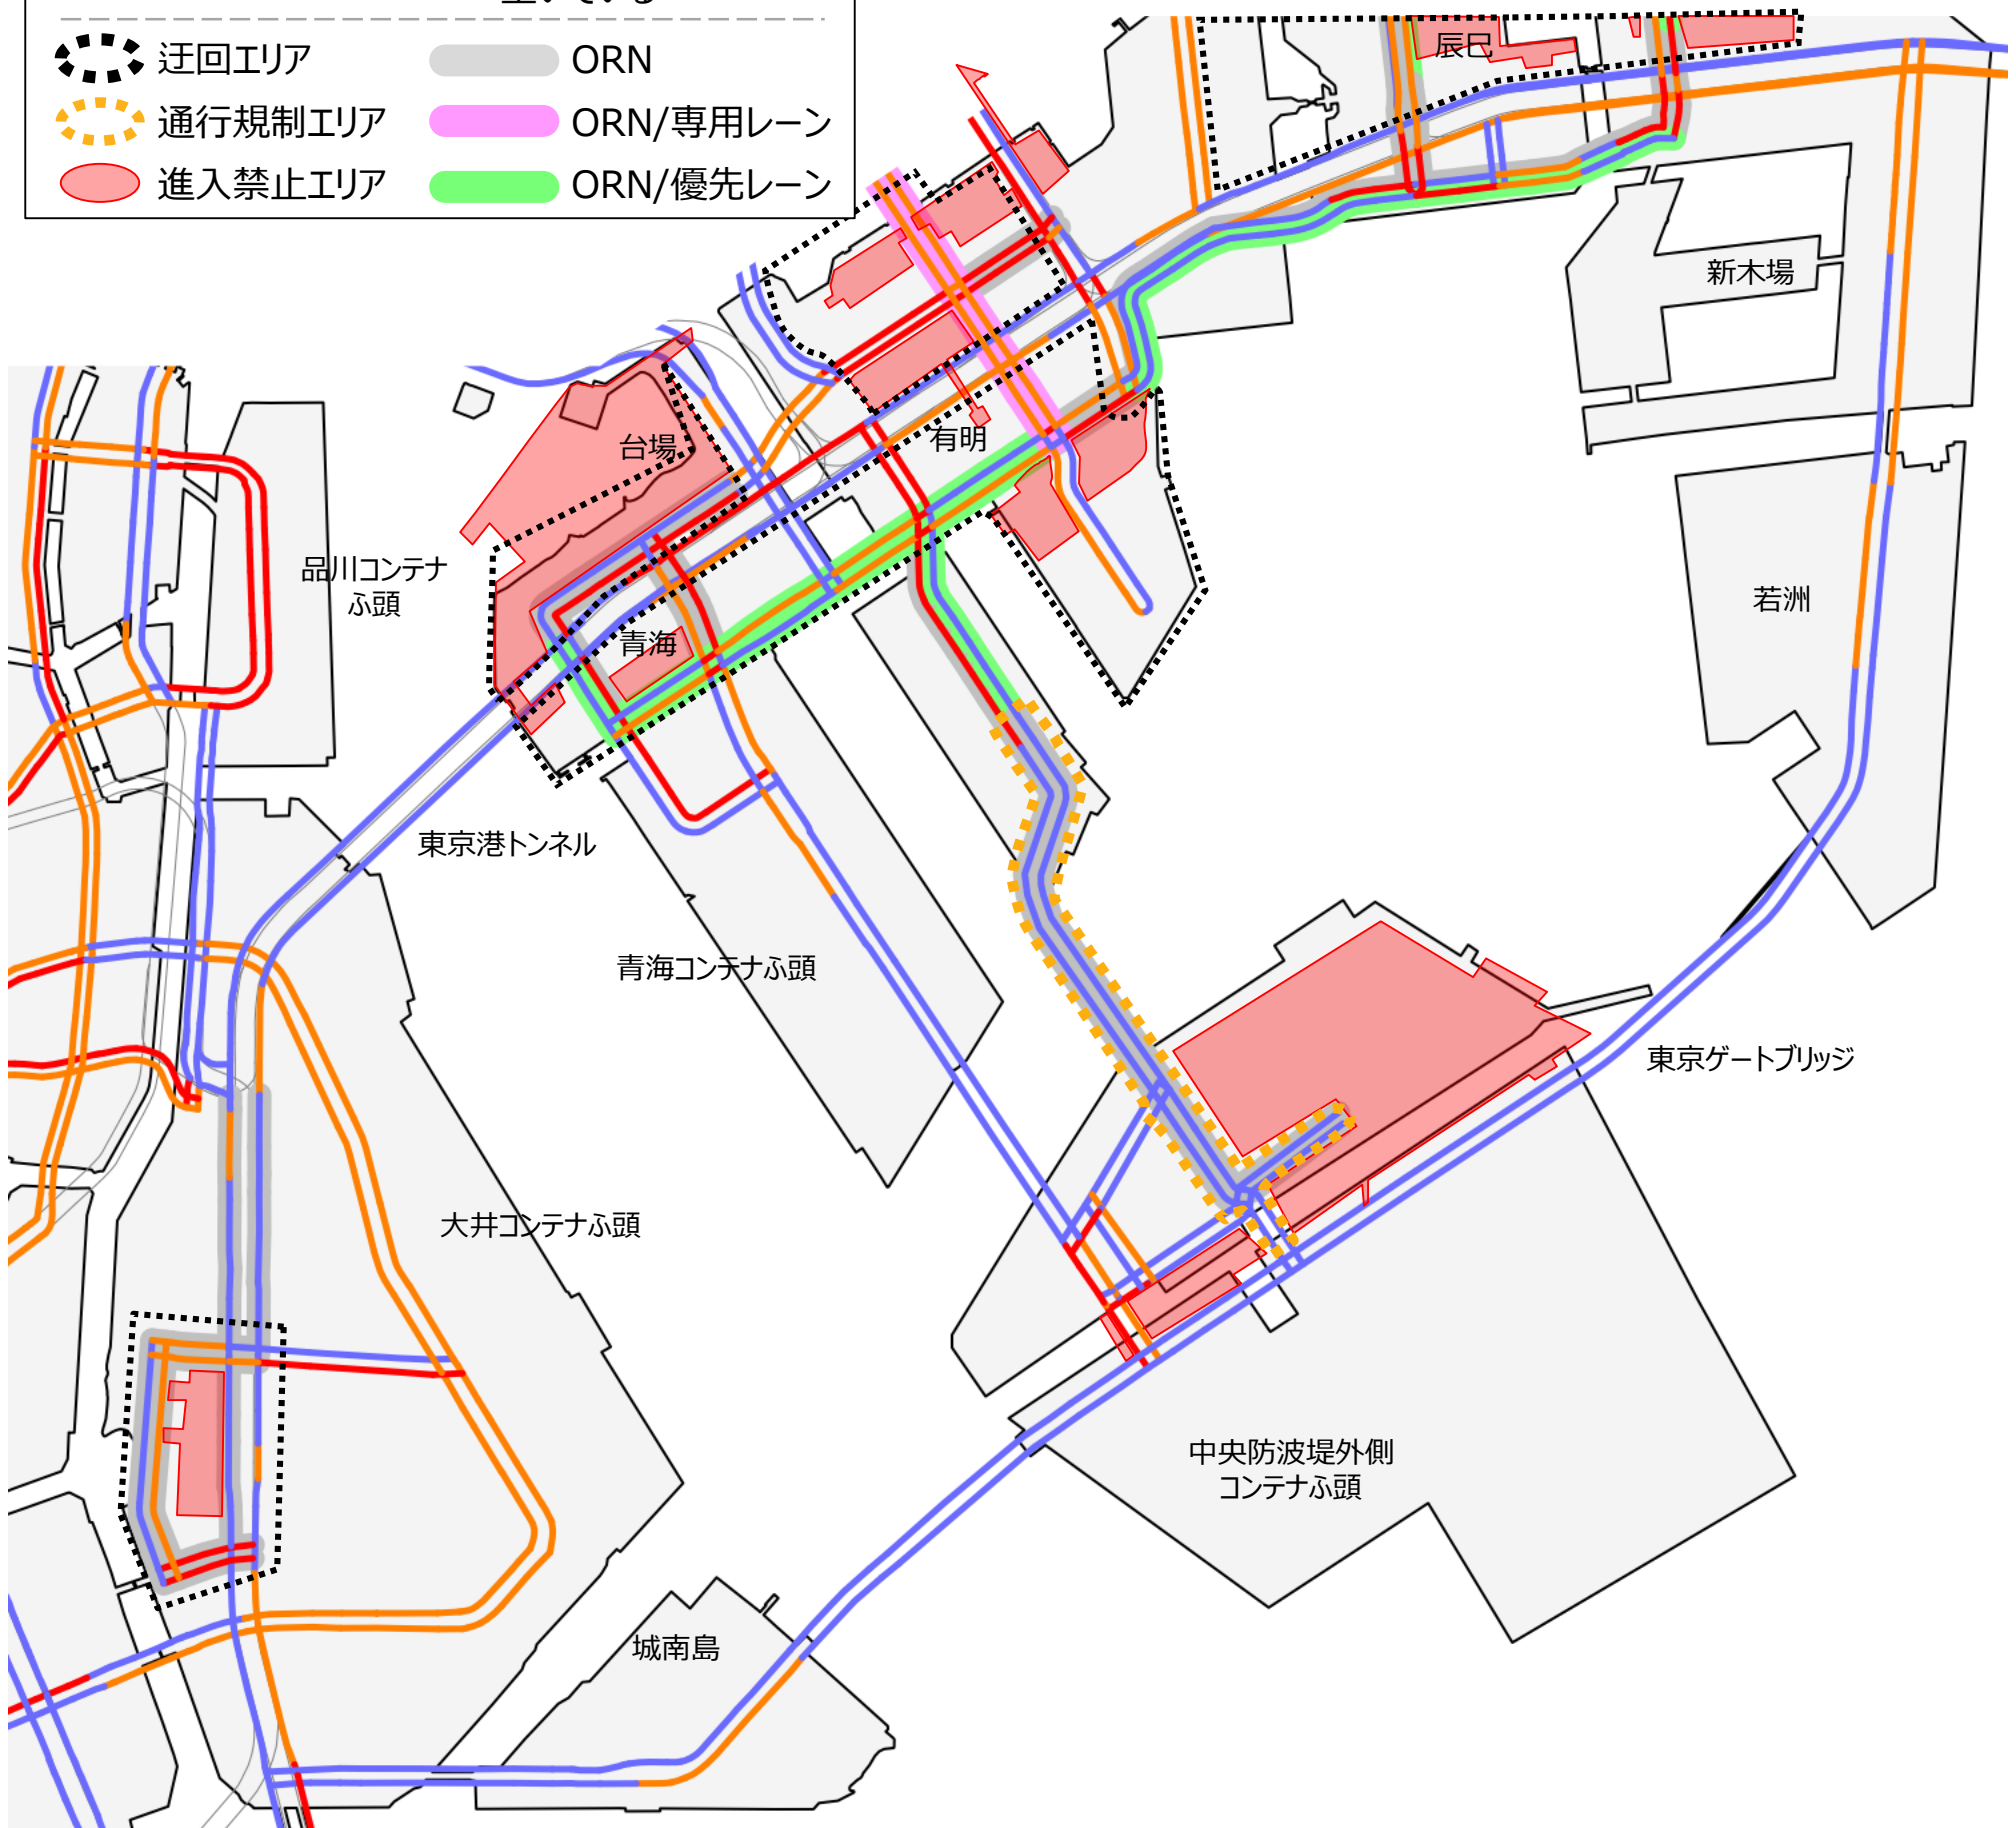 空いている
迂回エリア
ORN
通行規制エリア
ORN/専用レーン
進入禁止エリア
ORN/優先レーン
辰巳
新木場
台場
有明
品川コンテナ
ふ頭
若洲
青海
東京港トンネル
青海コンテナふ頭
東京ゲートブリッジ
大井コンテナふ頭
中央防波堤外側
コンテナふ頭
城南島